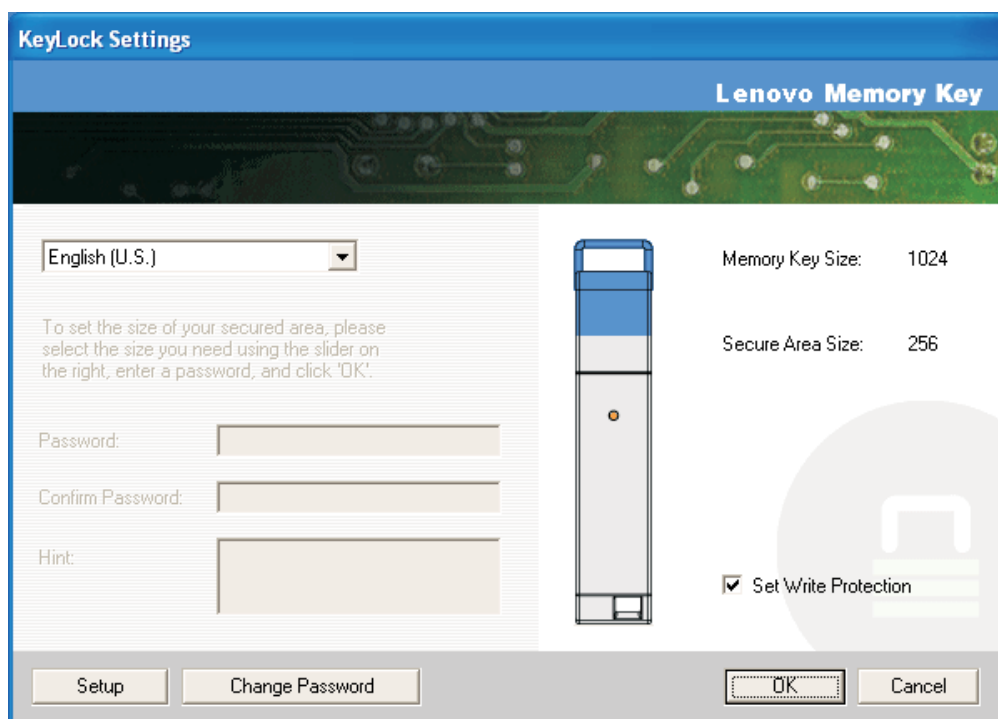 KeyLock Settings
Lenovo Memory Key
English (U.S.)
To set the size of your secured area, please
select the size you need using the slider on
the right, enter a password, and click 'OK'.
Password:
Confirm Password:
Hint:
Memory Key Size: 1024
Secure Area Size: 256
Set Write Protection
Setup
Change Password
OK
Cancel